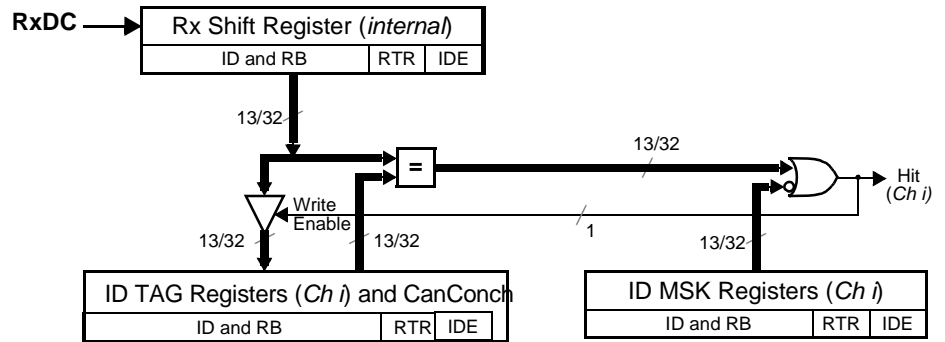 RxDC
Rx Shift Register (internal)
ID and RB RTR IDE
13/32
13/32
=
Hit
(Ch i)
Write
Enable
1
13/32
13/32
13/32
ID TAG Registers (Ch i) and CanConch
ID and RB RTR IDE
ID MSK Registers (Ch i)
ID and RB RTR IDE